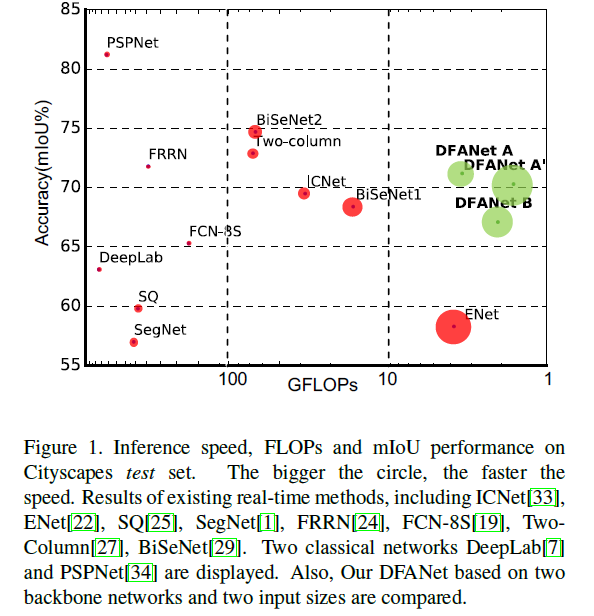 85
PSPNet
80
Accuracy(mIoU%)
75
BiSeNet2
Two-column
FRRN
DFANet A
DFANet A'
70
ICNet
BiSeNet1
DFANet B
FCN-8S
65
DeepLab
60
SQ
ENet
SegNet
55
100
10
1
GFLOPs
Figure 1. Inference speed, FLOPs and mIoU performance on
Cityscapes test set. The bigger the circle, the faster the
speed. Results of existing real-time methods, including ICNet[33],
ENet[22], SQ[25], SegNet[1], FRRN[24], FCN-8S[19], Two-
Column[27], BiSeNet[29]. Two classical networks DeepLab[7]
and PSPNet[34] are displayed. Also, Our DFANet based on two
backbone networks and two input sizes are compared.